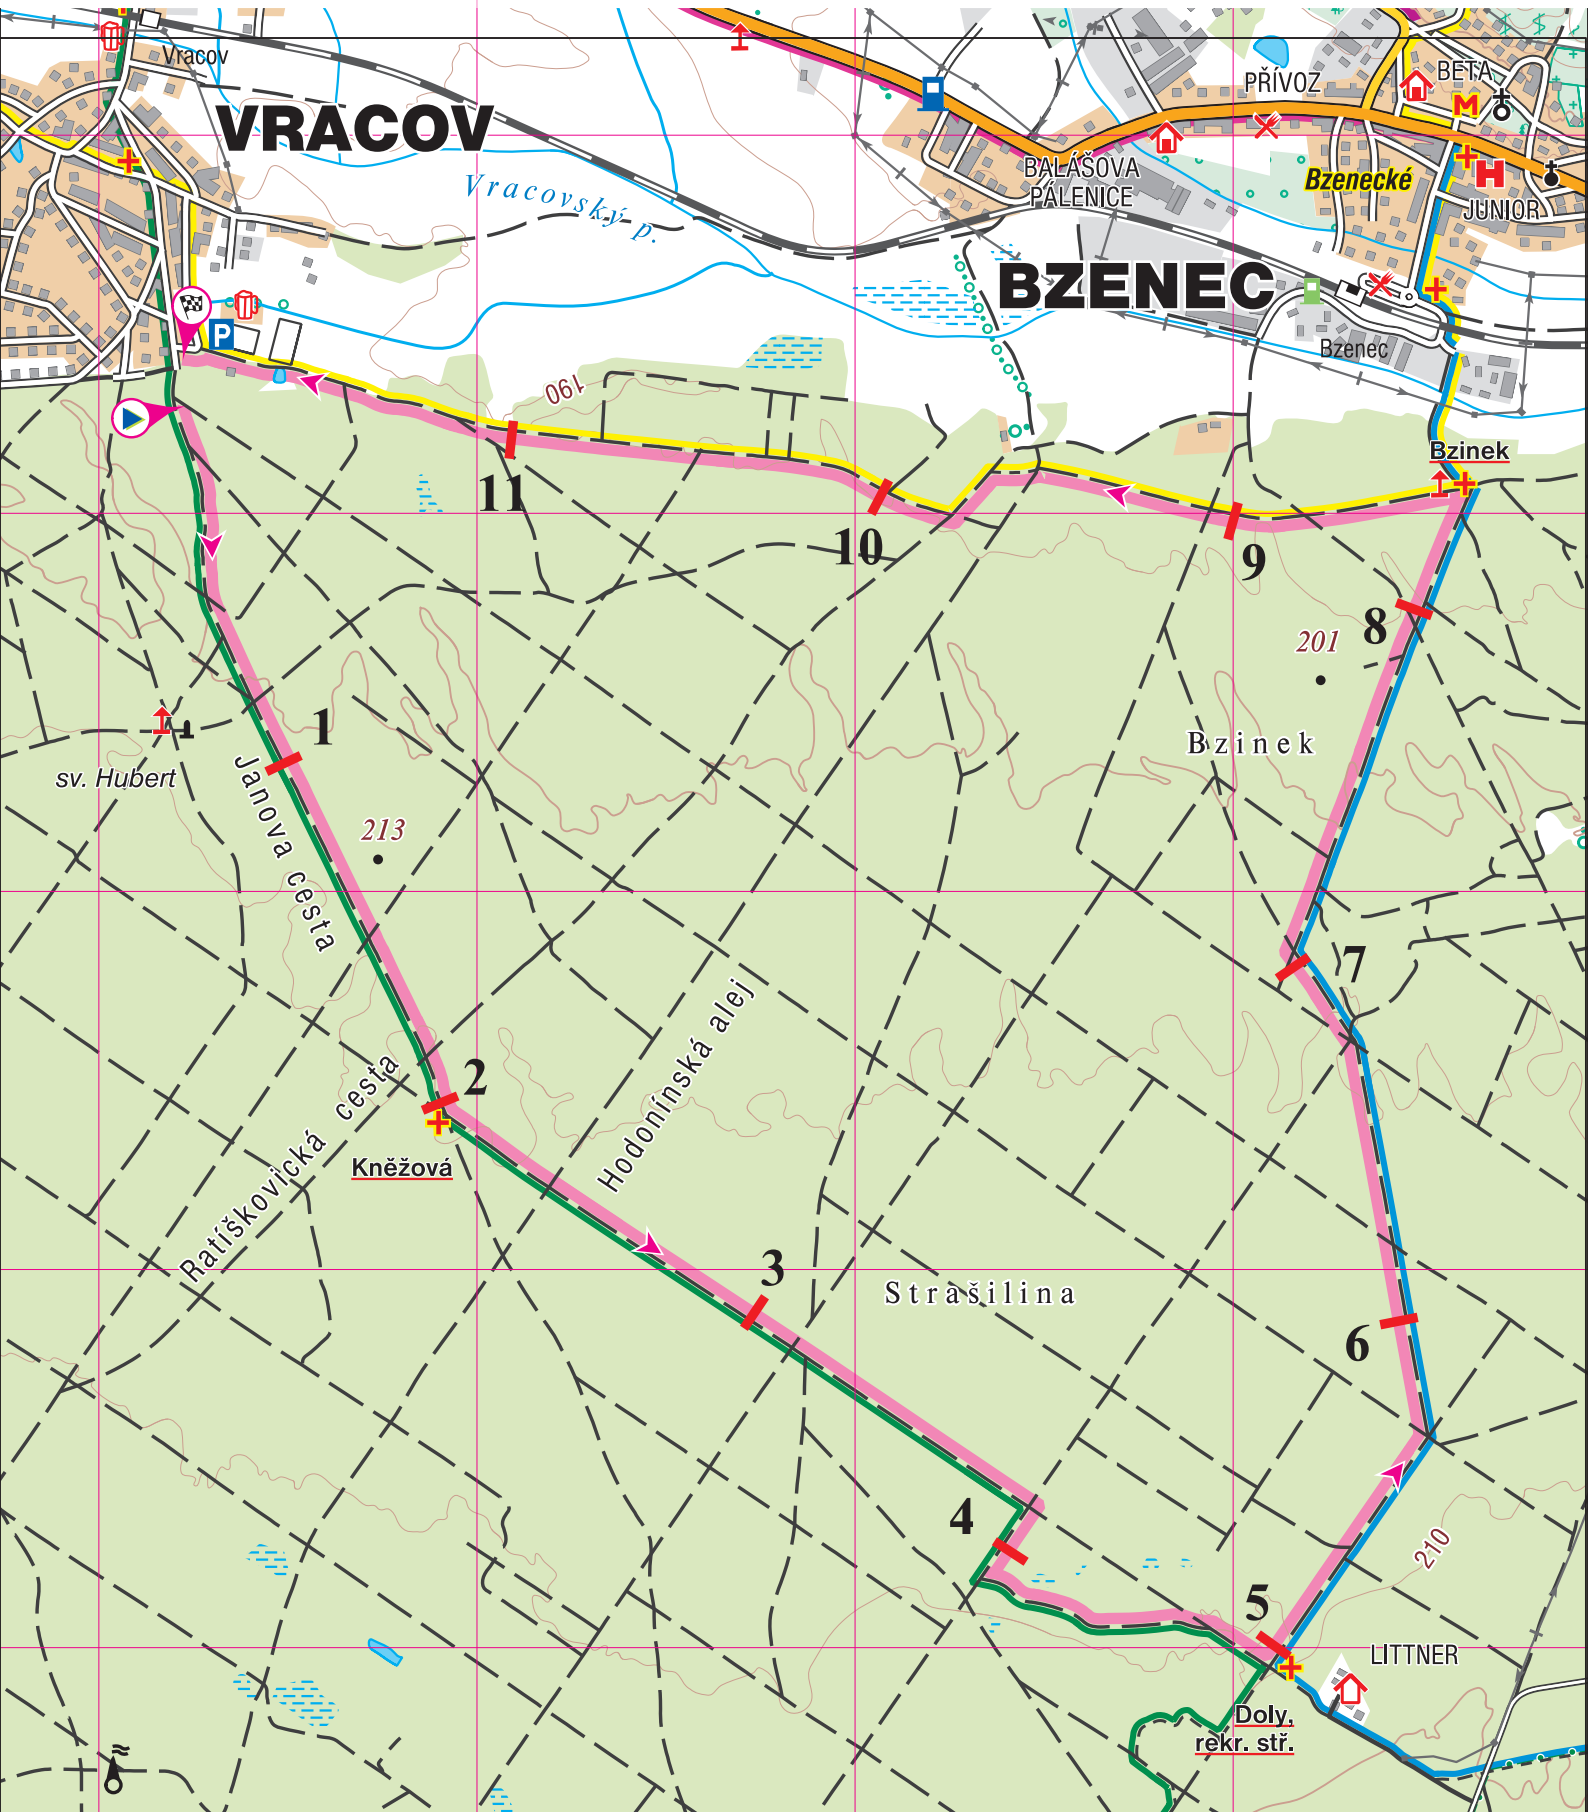 Vracov
VRACOV
Vracovský p.
PŘÍVOZ
BETA
M
BALÁŠOVA
PÁLENICE
Bzenecké
H
JUNIOR
BZENEC
Bzenec
P
190
Bzinek
11
10
9
8
201
Bzinek
1
sv. Hubert
Janova cesta
213
7
2
Kněžová
Ratíškovická cesta
Hodonínská alej
3
Strašilina
6
4
210
5
LITTNER
Doly,
rekr. stř.